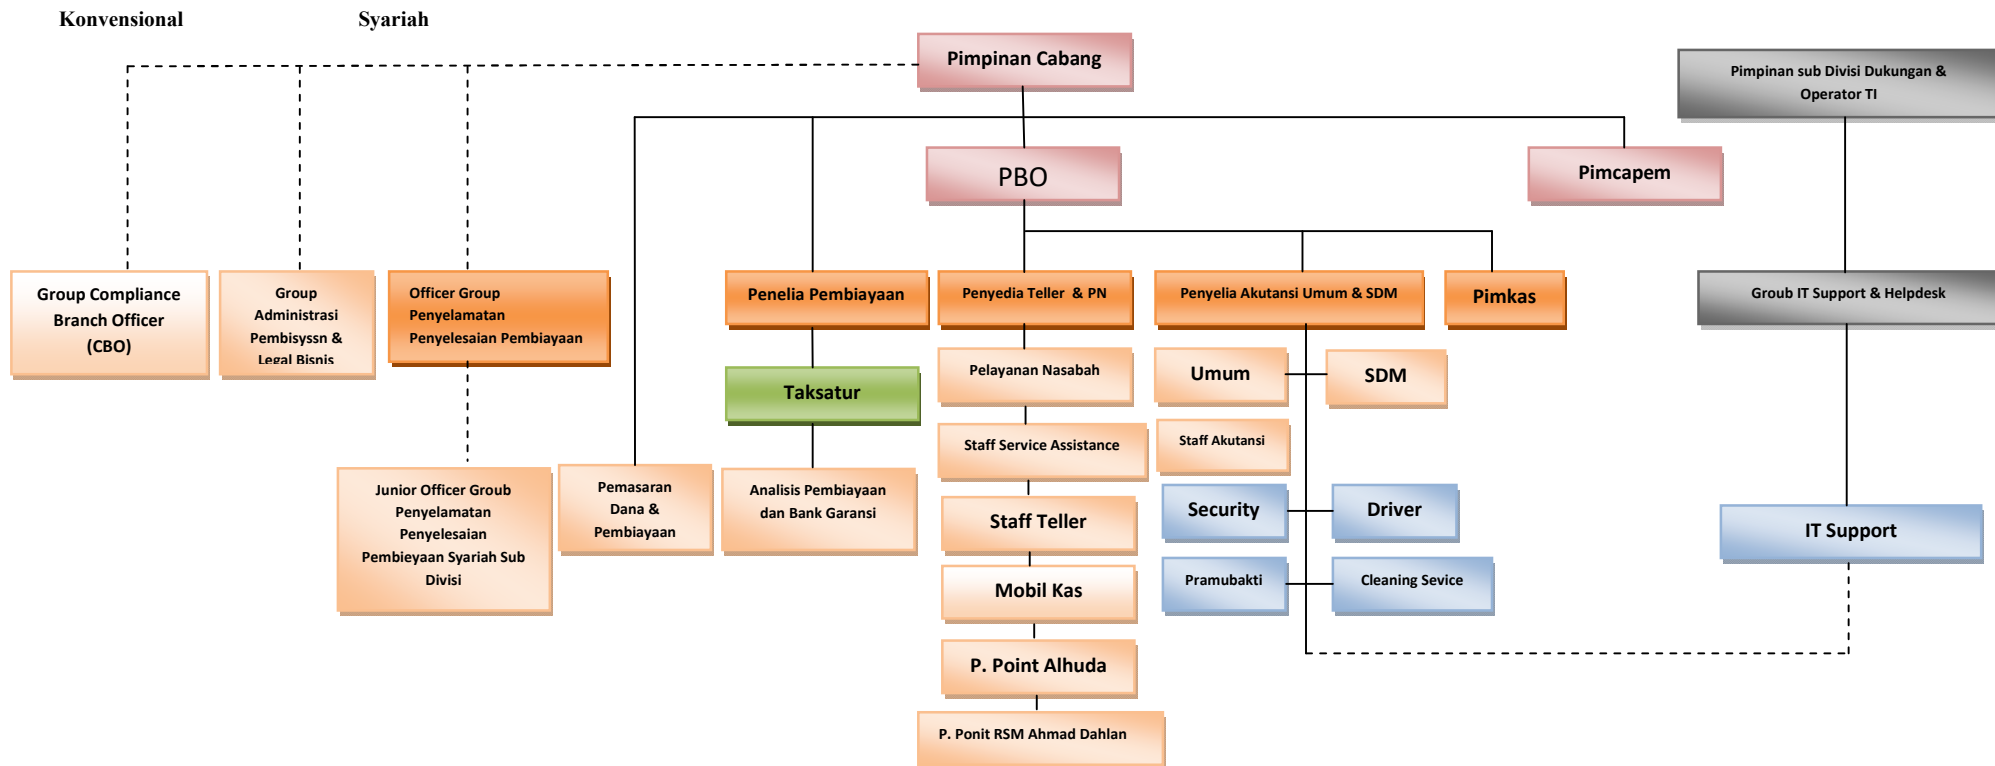 Konvensional
Syariah
Pimpinan Cabang
Pimpinan sub Divisi Dukungan &
Operator TI
PBO
Pimcapem
Group Compliance
Branch Officer
(CBO)
Group
Administrasi
Pembisyssn &
Legal Bisnis
Officer Group
Penyelamatan
Penyelesaian Pembiayaan
Penelia Pembiayaan
Penyedia Teller & PN
Penyelia Akutansi Umum & SDM
Pimkas
Groub IT Support & Helpdesk
Taksatur
Pelayanan Nasabah
Umum
SDM
Staff Service Assistance
Staff Akutansi
Junior Officer Groub
Penyelamatan
Penyelesaian
Pembieyaan Syariah Sub
Divisi
Pemasaran
Dana &
Pembiayaan
Analisis Pembiayaan
dan Bank Garansi
Staff Teller
Security
Driver
IT Support
Mobil Kas
Pramubakti
Cleaning Sevice
P. Point Alhuda
P. Ponit RSM Ahmad Dahlan